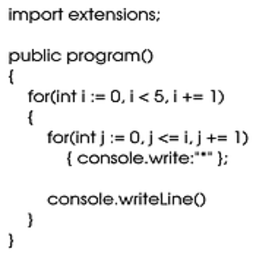 import extensions;
public program()
{
for(int i := 0, i < 5, i += 1)
{
for(int j := 0, j <= i, j += 1)
{ console.write:"*" };
console.writeLine()
}
}